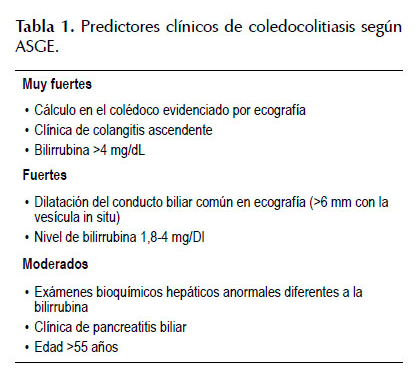 Tabla 1. Predictores clínicos de coledocolitiasis según
ASGE.
Muy fuertes
• Cálculo en el colédoco evidenciado por ecografía
• Clínica de colangitis ascendente
• Bilirrubina >4 mg/dL
Fuertes
• Dilatación del conducto biliar común en ecografía (>6 mm con la
vesícula in situ)
• Nivel de bilirrubina 1,8-4 mg/Dl
Moderados
• Exámenes bioquímicos hepáticos anormales diferentes a la
bilirrubina
• Clínica de pancreatitis biliar
• Edad >55 años